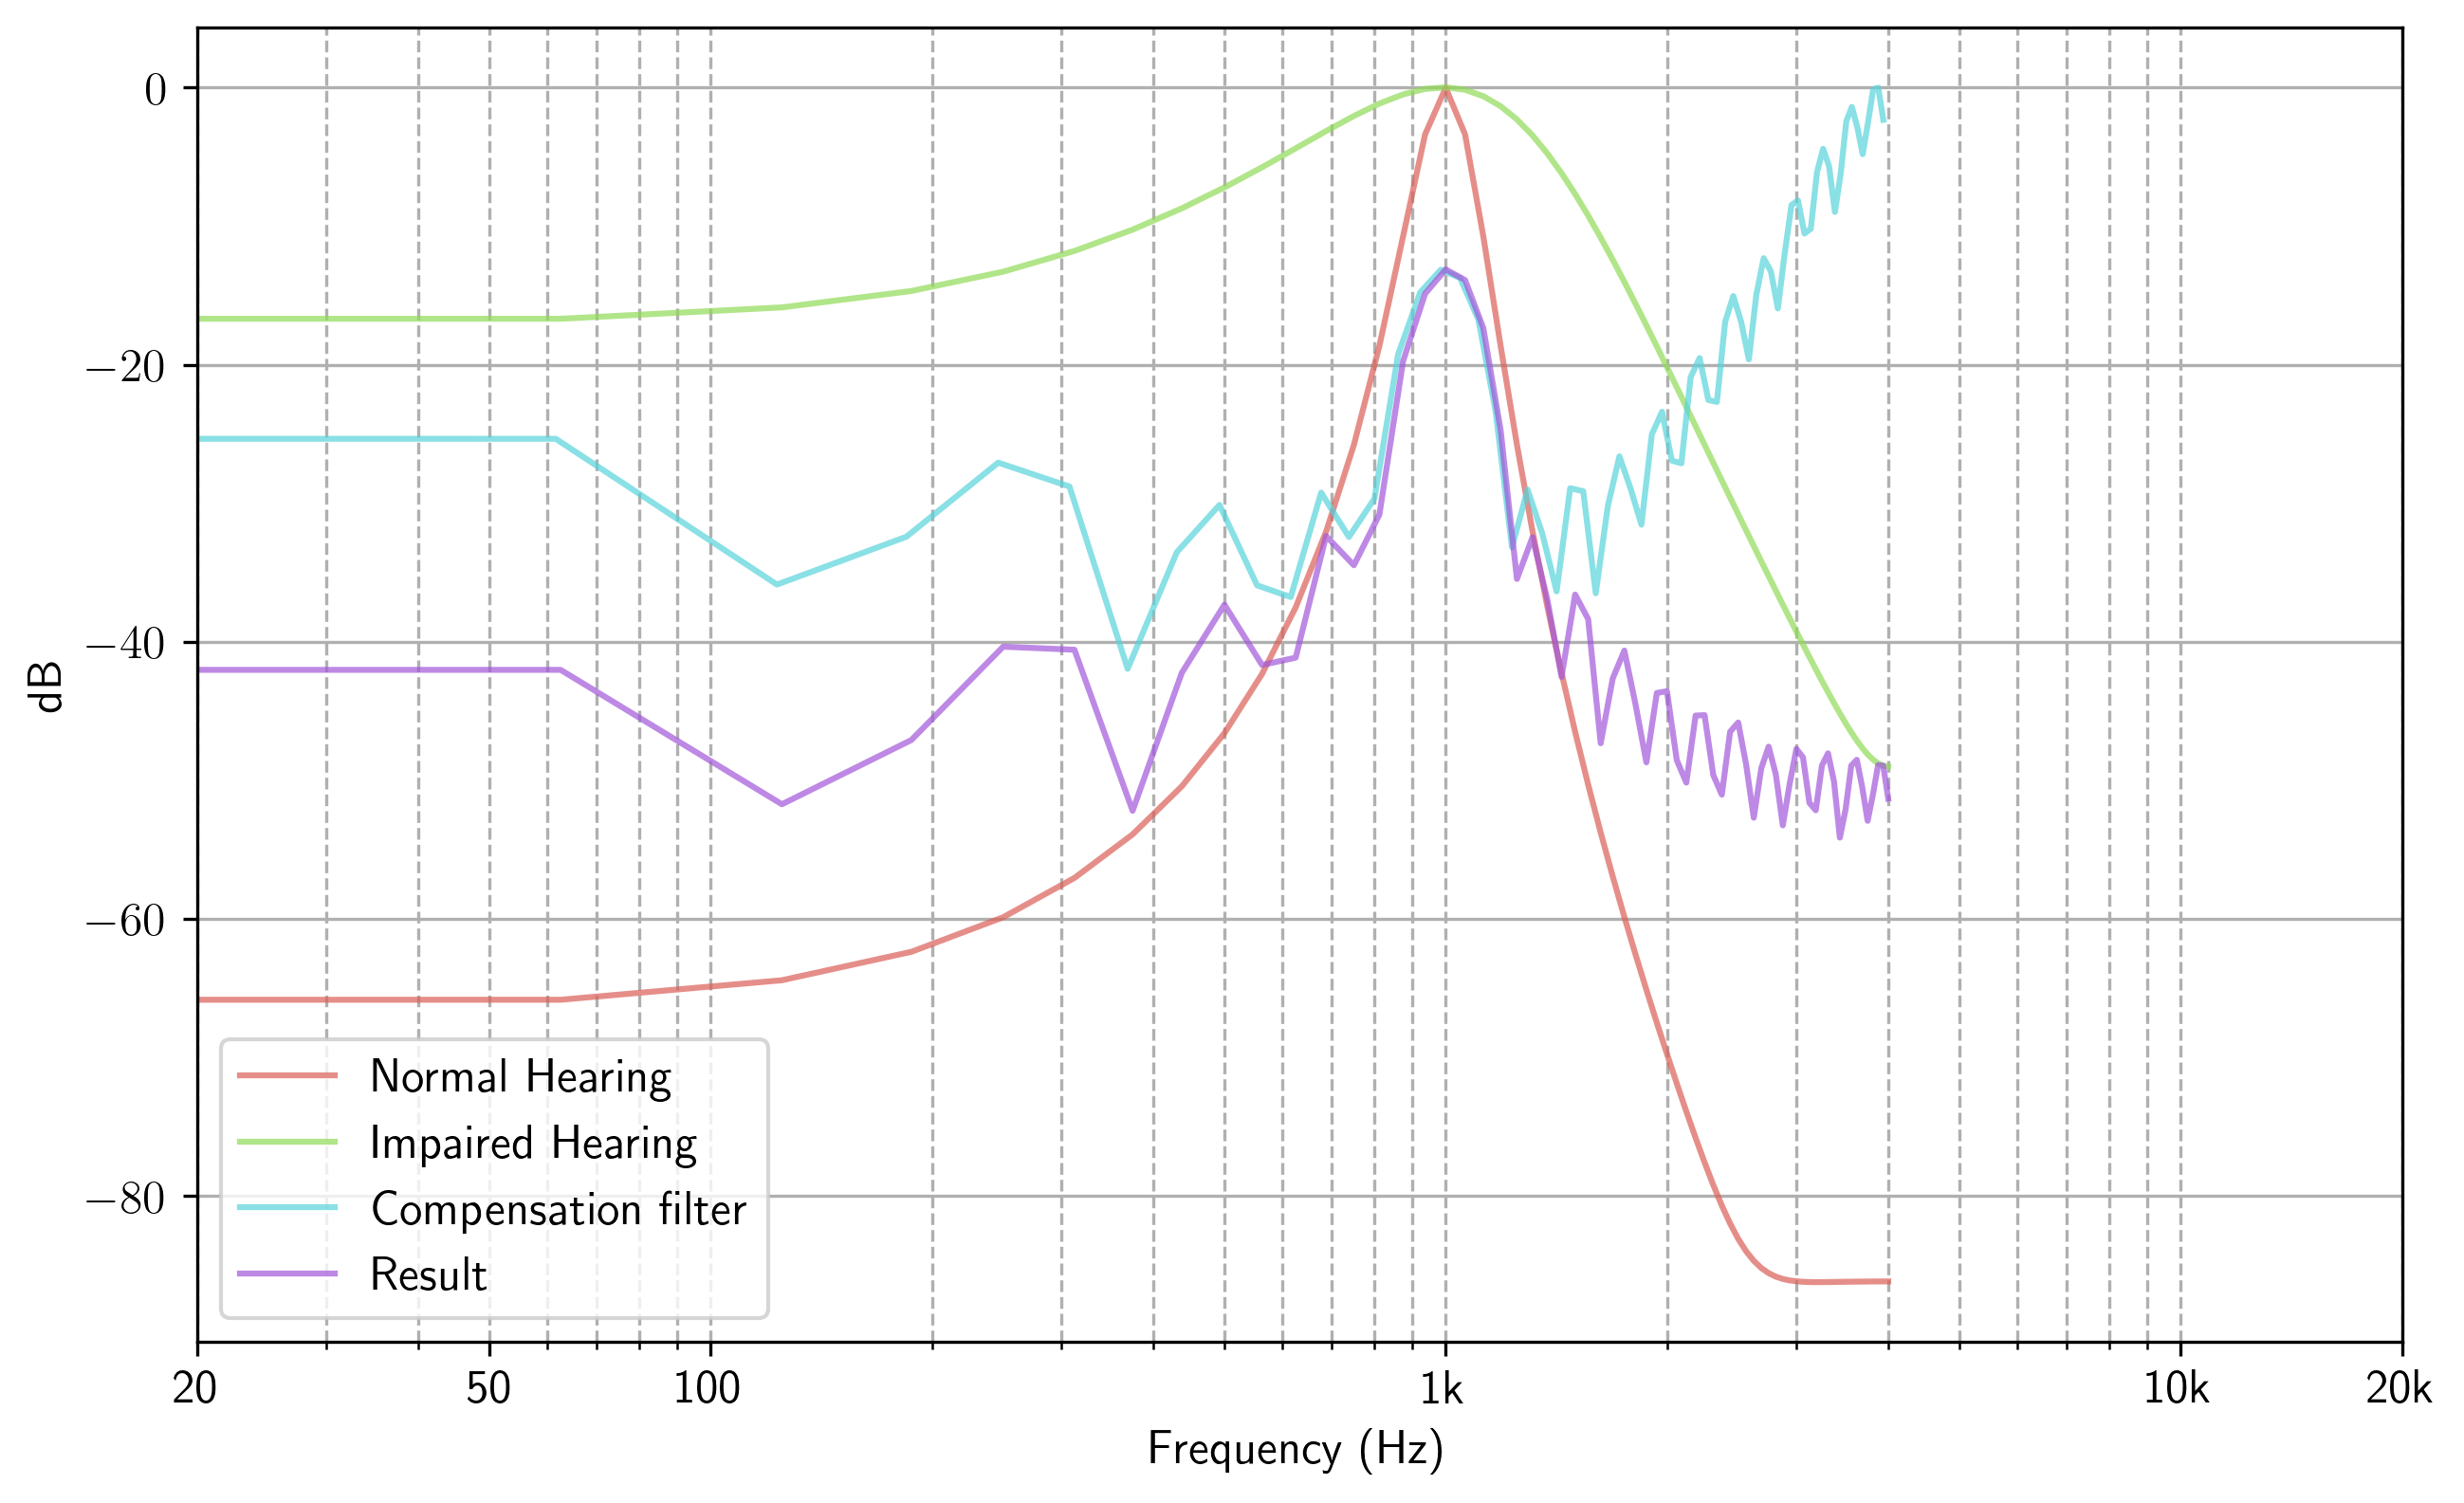 0
−20
−40
−60
−80
dB
Normal Hearing
Impaired Hearing
Compensation filter
Result
20 50 100 1k 10k 20k
Frequency (Hz)